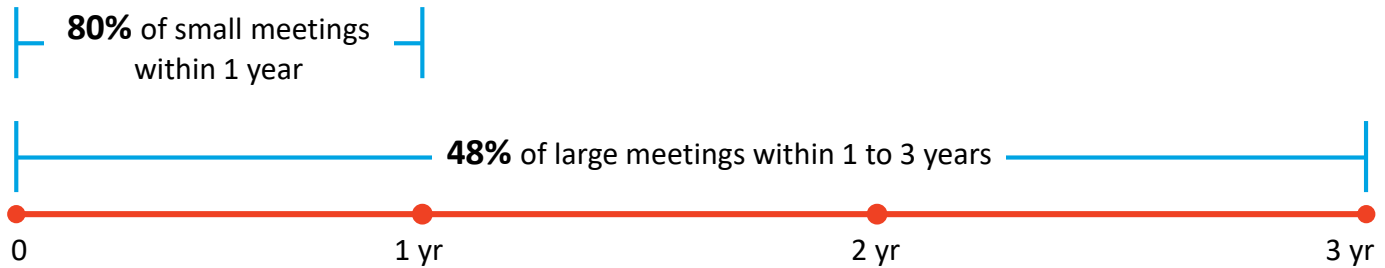 80% of small meetings
within 1 year
48% of large meetings within 1 to 3 years
0 1 yr 2 yr 3 yr